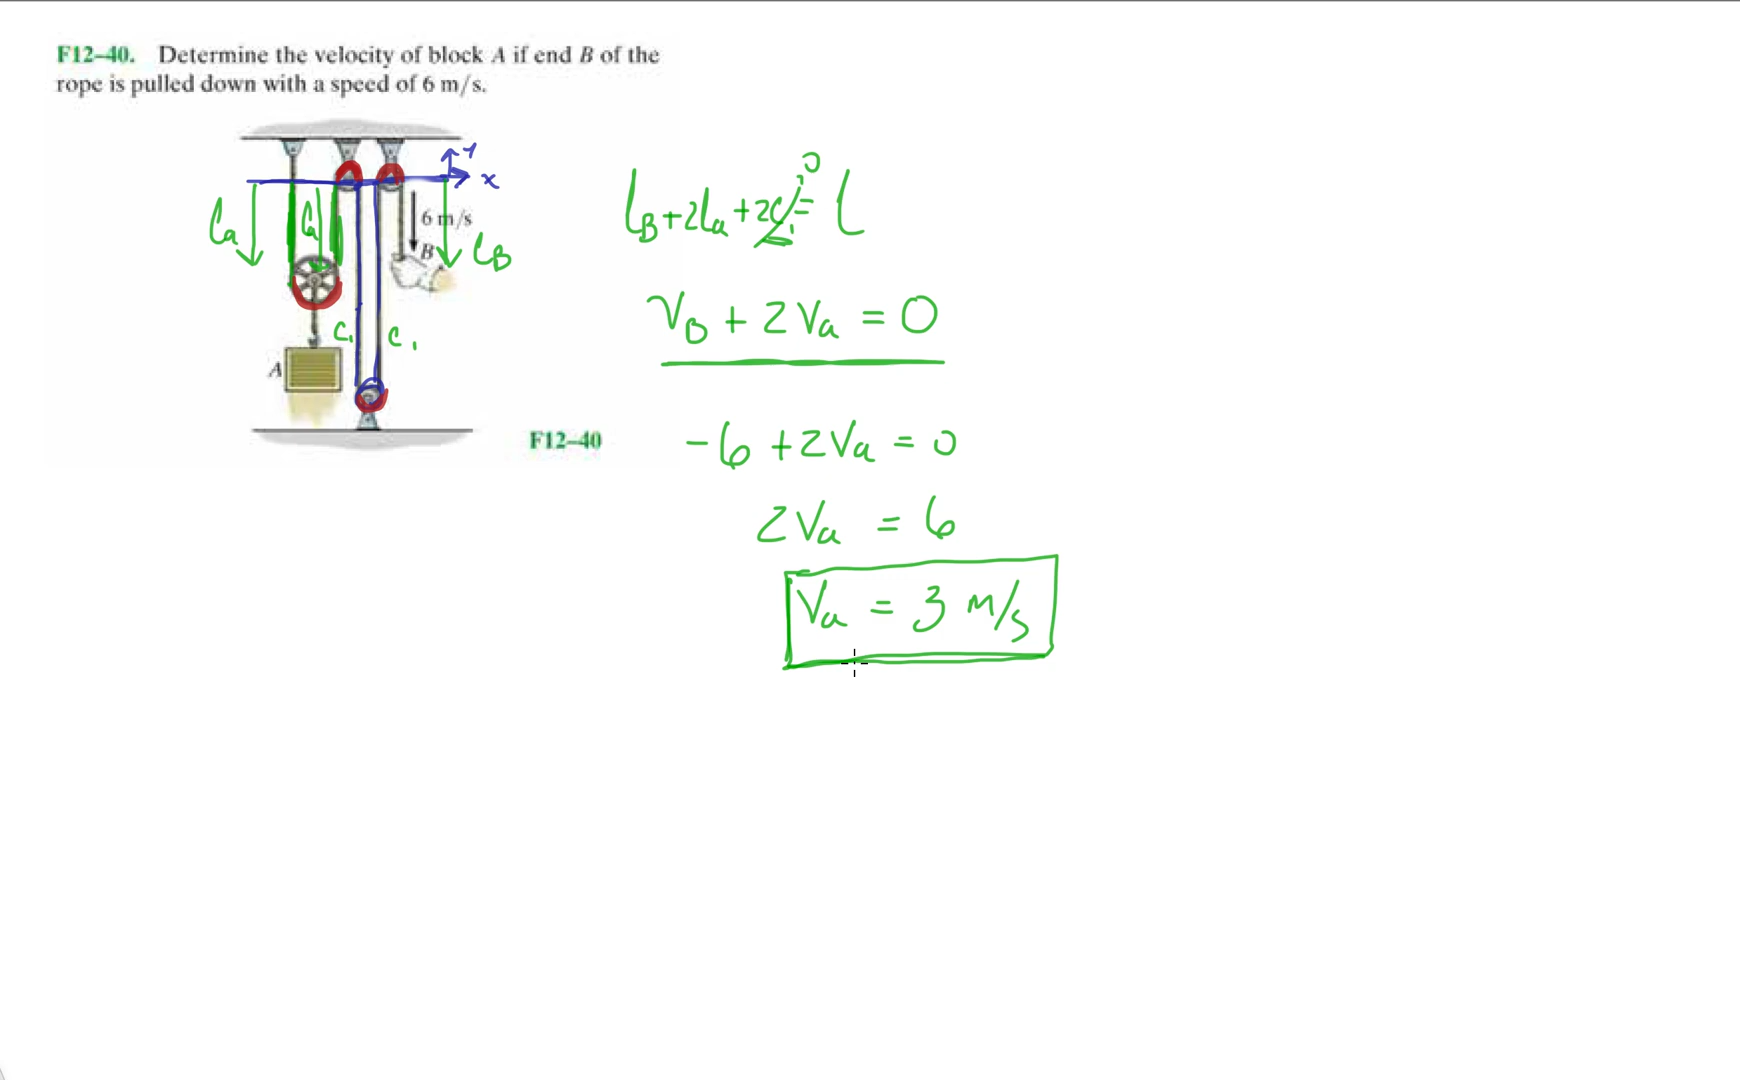 F12–40. Determine the velocity of block A if end B of the
rope is pulled down with a speed of 6 m/s.
Y
x
la
la
6 m/s
B
lB
C1
C1
A
F12–40
0
lB + 2la + 2C1 = l
VB + 2Va = 0
-6 + 2Va = 0
2Va = 6
Va = 3 m/s